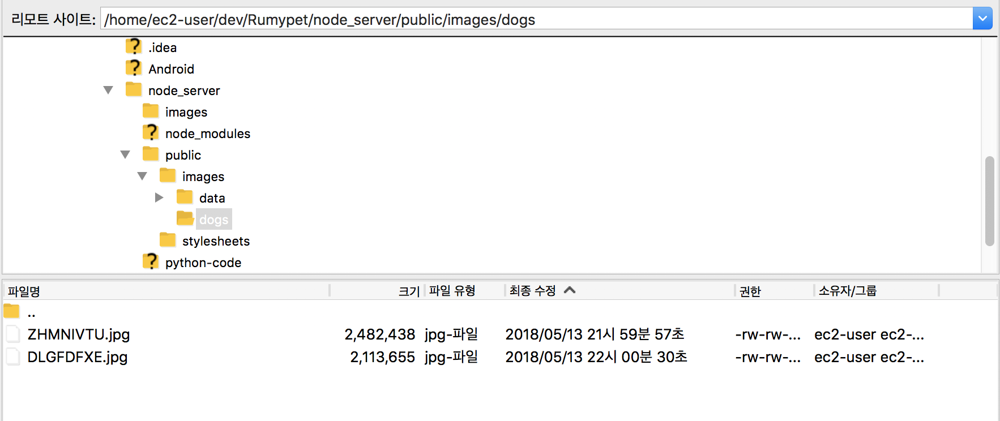 리모트 사이트: /home/ec2-user/dev/Rumypet/node_server/public/images/dogs
.idea
Android
node_server
images
node_modules
public
images
data
dogs
stylesheets
python-code
파일명 크기 파일 유형 최종 수정 권한 소유자/그룹
..
ZHMNIVTU.jpg 2,482,438 jpg-파일 2018/05/13 21시 59분 57초 -rw-rw-... ec2-user ec2-...
DLGFDFXE.jpg 2,113,655 jpg-파일 2018/05/13 22시 00분 30초 -rw-rw-... ec2-user ec2-...